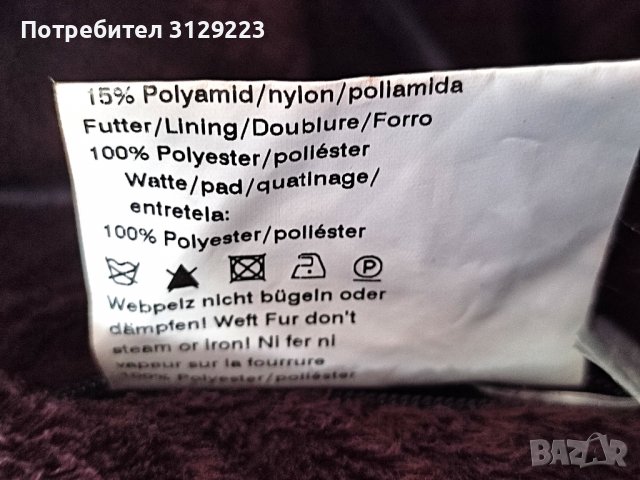 Потребител 3129223
15% Polyamid/nylon/poliamida
Futter/Lining/Doublure/Forro
100% Polyester/poliéster
Watte/pad/quatinage/
entretela:
100% Polyester/poliéster
P
Webpelz nicht bügeln oder
dämpfen! Weft Fur don't
steam or iron! Ni fer ni
vapeur sur la fourrure
100% Polyester/poliéster
BAZAR